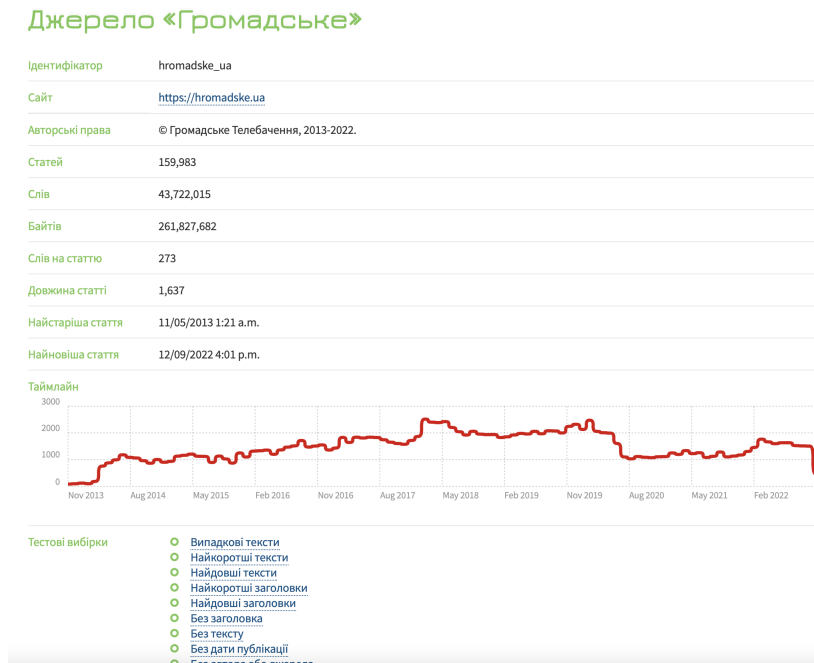 Джерело «Громадське»
Ідентифікатор hromadske_ua
Сайт https://hromadske.ua
Авторські права © Громадське Телебачення, 2013-2022.
Статей 159,983
Слів 43,722,015
Байтів 261,827,682
Слів на статтю 273
Довжина статті 1,637
Найстаріша стаття 11/05/2013 1:21 a.m.
Найновіша стаття 12/09/2022 4:01 p.m.
Таймлайн
3000
2000
1000
0
Nov 2013 Aug 2014 May 2015 Feb 2016 Nov 2016 Aug 2017 May 2018 Feb 2019 Nov 2019 Aug 2020 May 2021 Feb 2022
Тестові вибірки Випадкові тексти
Найкоротші тексти
Найдовші тексти
Найкоротші заголовки
Найдовші заголовки
Без заголовка
Без тексту
Без дати публікації